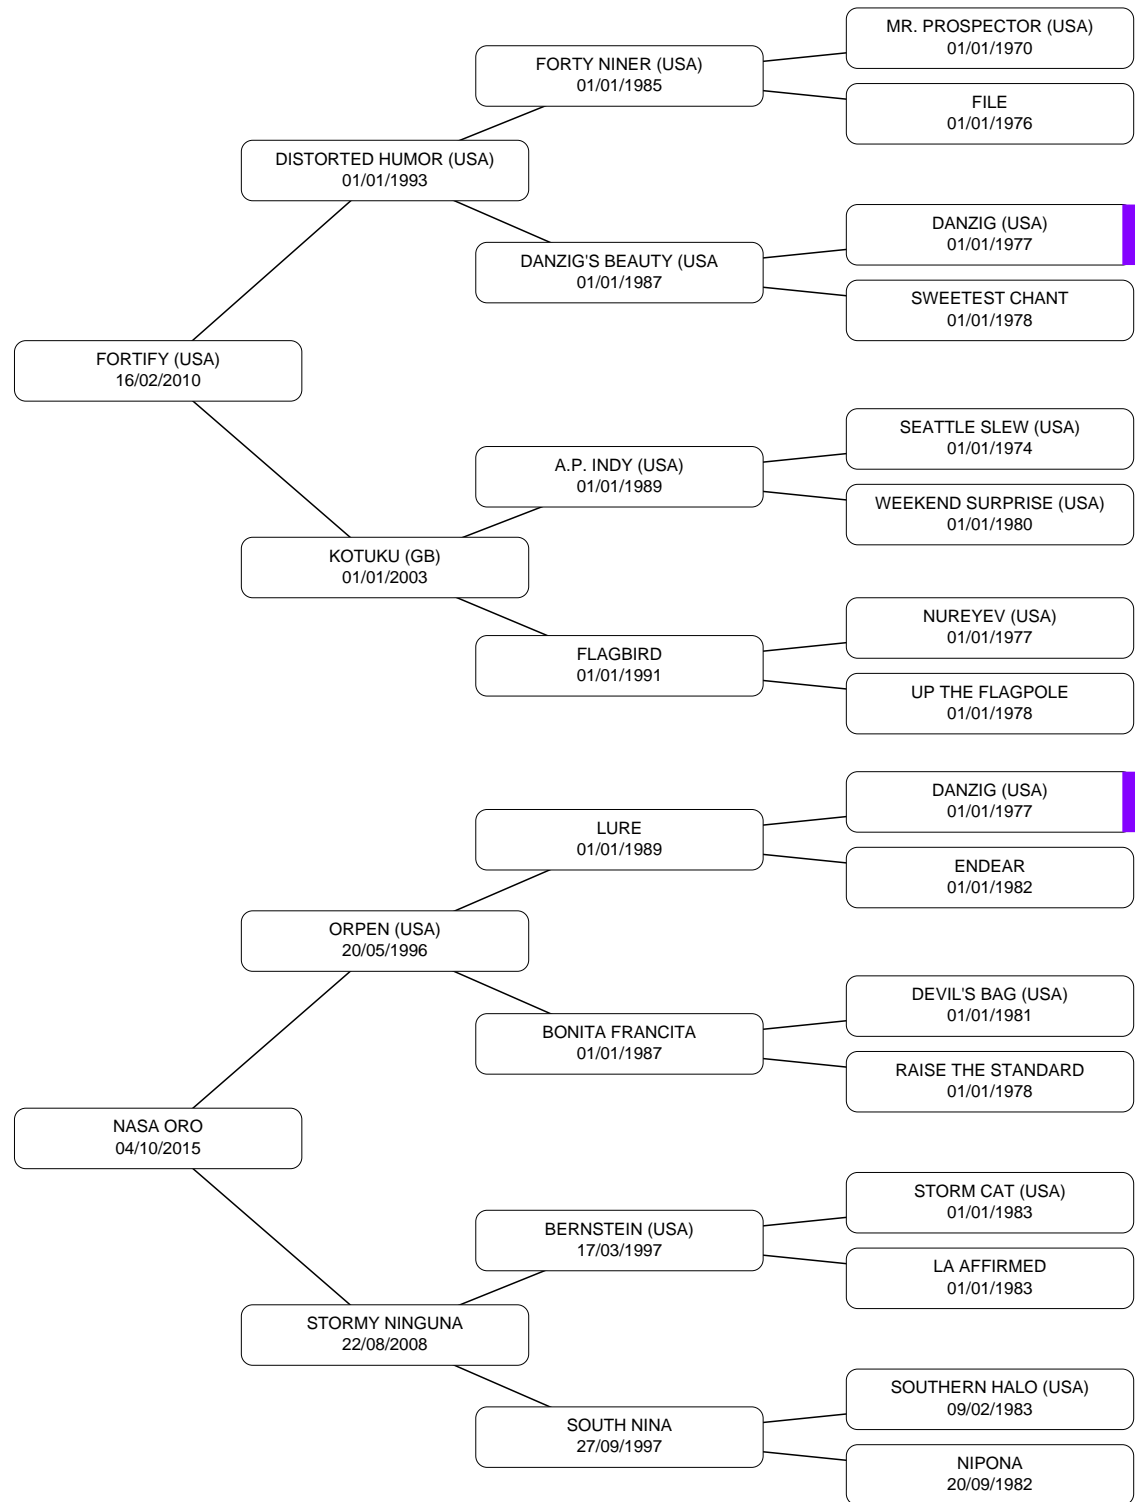 MR. PROSPECTOR (USA)
01/01/1970
FORTY NINER (USA)
01/01/1985
FILE
01/01/1976
DISTORTED HUMOR (USA)
01/01/1993
DANZIG (USA)
01/01/1977
DANZIG'S BEAUTY (USA
01/01/1987
SWEETEST CHANT
01/01/1978
FORTIFY (USA)
16/02/2010
SEATTLE SLEW (USA)
01/01/1974
A.P. INDY (USA)
01/01/1989
WEEKEND SURPRISE (USA)
01/01/1980
KOTUKU (GB)
01/01/2003
NUREYEV (USA)
01/01/1977
FLAGBIRD
01/01/1991
UP THE FLAGPOLE
01/01/1978
DANZIG (USA)
01/01/1977
LURE
01/01/1989
ENDEAR
01/01/1982
ORPEN (USA)
20/05/1996
DEVIL'S BAG (USA)
01/01/1981
BONITA FRANCITA
01/01/1987
RAISE THE STANDARD
01/01/1978
NASA ORO
04/10/2015
STORM CAT (USA)
01/01/1983
BERNSTEIN (USA)
17/03/1997
LA AFFIRMED
01/01/1983
STORMY NINGUNA
22/08/2008
SOUTHERN HALO (USA)
09/02/1983
SOUTH NINA
27/09/1997
NIPONA
20/09/1982